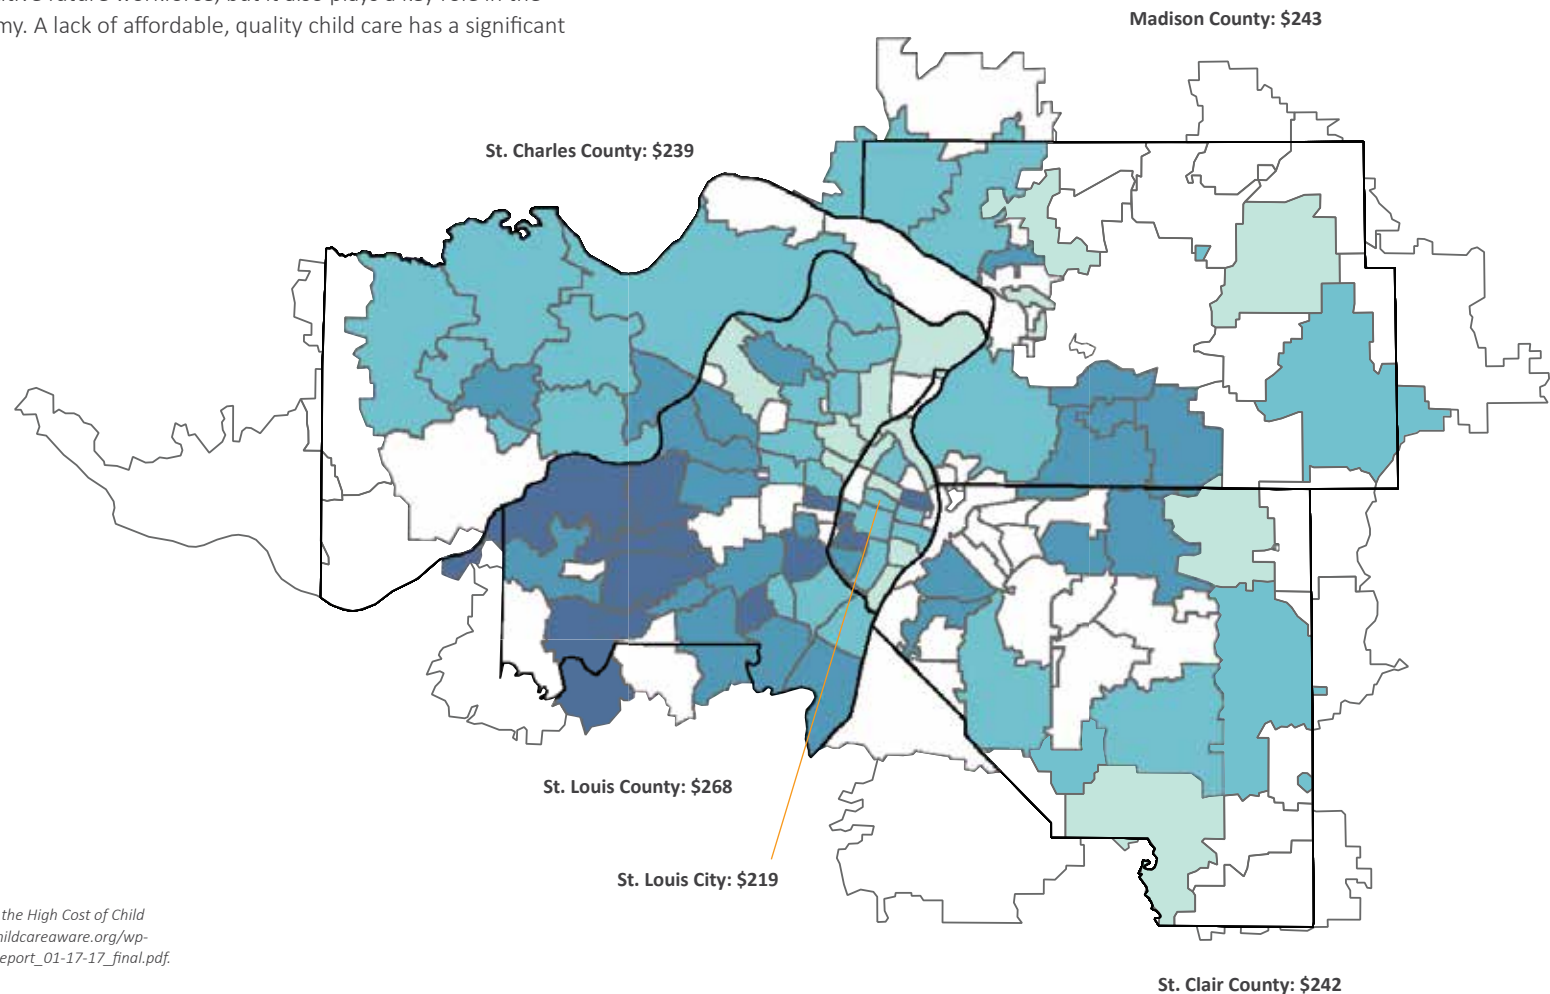 my. A lack of affordable, quality child care has a significant
Madison County: $243
St. Charles County: $239
St. Louis County: $268
St. Louis City: $219
the High Cost of Child
hildcareaware.org/wp-
eport_01-17-17_final.pdf.
St. Clair County: $242